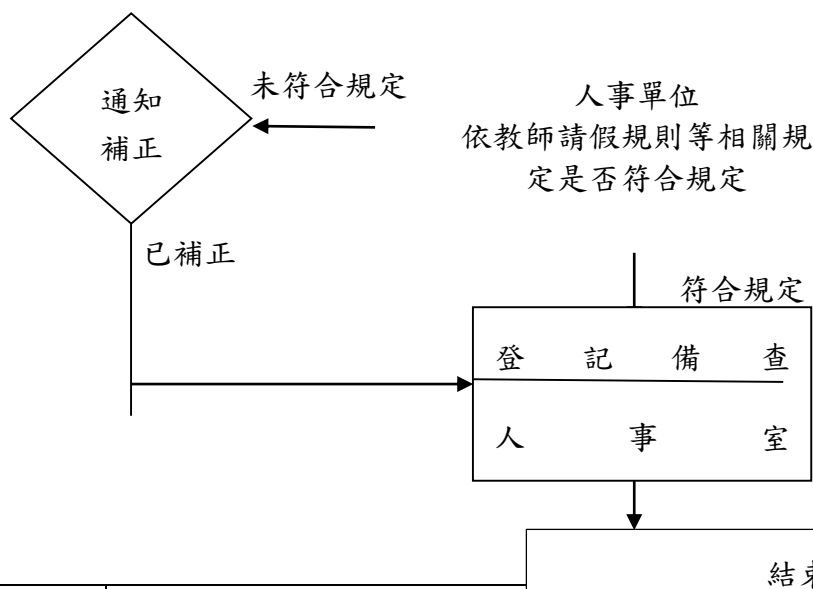 通知
補正
未符合規定
人事單位
依教師請假規則等相關規
定是否符合規定
已補正
符合規定
登記備查
人事室
結束